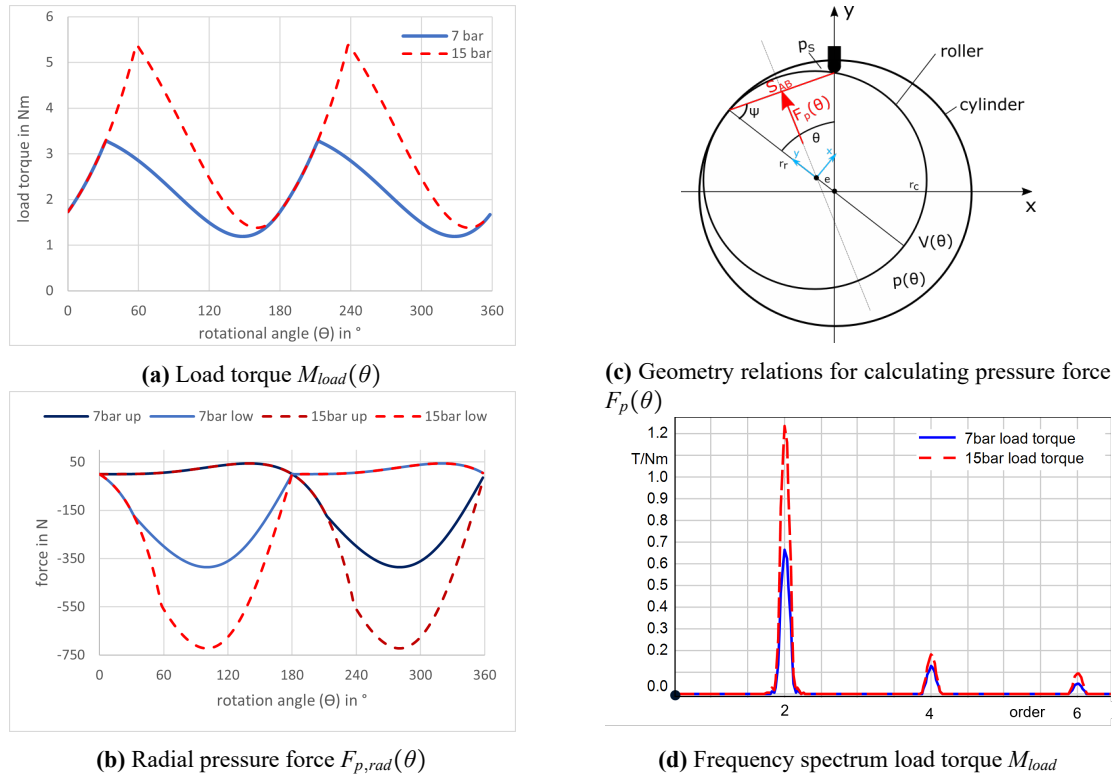 6
5
4
3
2
1
0
load torque in Nm
7 bar
15 bar
0 60 120 180 240 300 360
rotational angle (Θ) in °
(a) Load torque M_load(θ)
7bar up 7bar low 15bar up 15bar low
50
-150
-350
-550
-750
force in N
0 60 120 180 240 300 360
rotation angle (Θ) in °
(b) Radial pressure force F_p,rad(θ)
y
p_S
roller
S_AB
cylinder
F_p(θ)
ψ
θ
y x
r_r
e
r_c
x
V(θ)
p(θ)
(c) Geometry relations for calculating pressure force
F_p(θ)
1.2
T/Nm
1.0
0.8
0.7
0.6
0.5
0.4
0.3
0.2
0.0
7bar load torque
15bar load torque
2 4 order 6
(d) Frequency spectrum load torque M_load